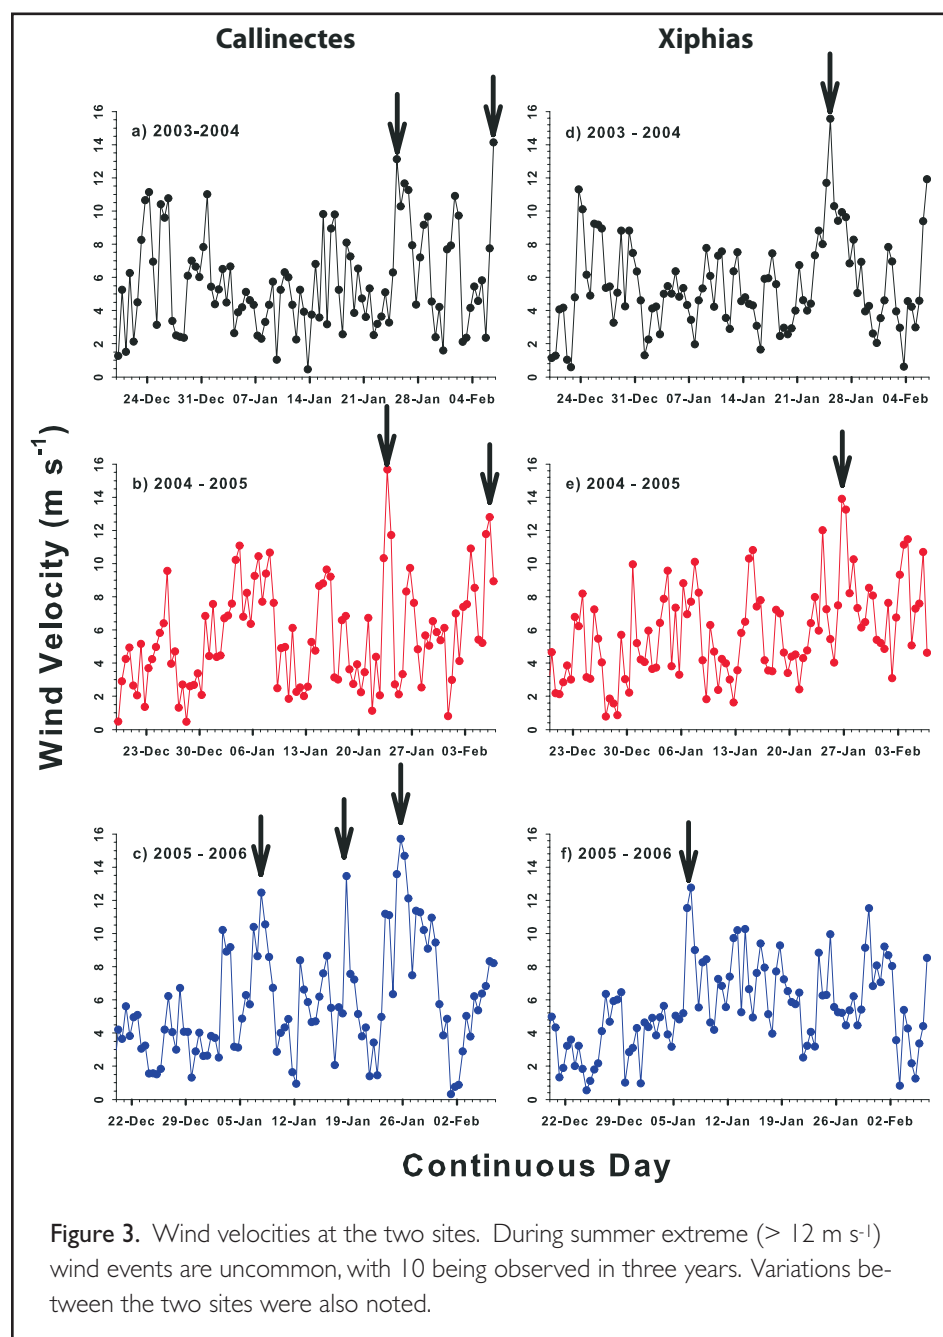 Callinectes
Xiphias
a) 2003-2004
16
14
12
10
8
6
4
2
0
24-Dec 31-Dec 07-Jan 14-Jan 21-Jan 28-Jan 04-Feb
d) 2003 - 2004
16
14
12
10
8
6
4
2
0
24-Dec 31-Dec 07-Jan 14-Jan 21-Jan 28-Jan 04-Feb
Wind Velocity (m s-1)
b) 2004 - 2005
16
14
12
10
8
6
4
2
0
23-Dec 30-Dec 06-Jan 13-Jan 20-Jan 27-Jan 03-Feb
e) 2004 - 2005
16
14
12
10
8
6
4
2
0
23-Dec 30-Dec 06-Jan 13-Jan 20-Jan 27-Jan 03-Feb
c) 2005 - 2006
16
14
12
10
8
6
4
2
0
22-Dec 29-Dec 05-Jan 12-Jan 19-Jan 26-Jan 02-Feb
f) 2005 - 2006
16
14
12
10
8
6
4
2
0
22-Dec 29-Dec 05-Jan 12-Jan 19-Jan 26-Jan 02-Feb
Continuous Day
Figure 3. Wind velocities at the two sites. During summer extreme (> 12 m s-1)
wind events are uncommon, with 10 being observed in three years. Variations be-
tween the two sites were also noted.